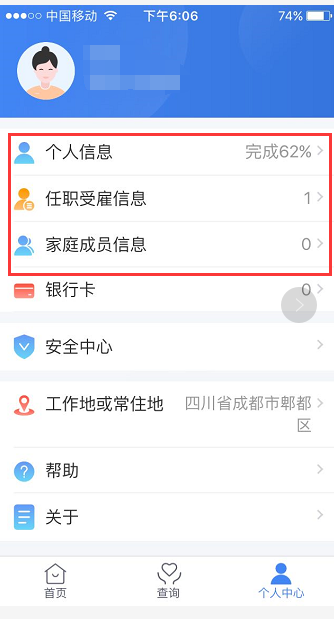 中国移动 下午6:06 74%
个人信息 完成62%
任职受雇信息 1
家庭成员信息 0
银行卡 0
安全中心
工作地或常住地 四川省成都市郫都
区
帮助
关于
首页 查询 个人中心